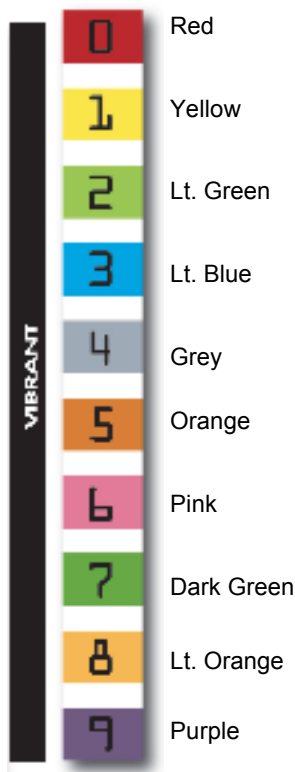 VIBRANT
0 Red
1 Yellow
2 Lt. Green
3 Lt. Blue
4 Grey
5 Orange
6 Pink
7 Dark Green
8 Lt. Orange
9 Purple